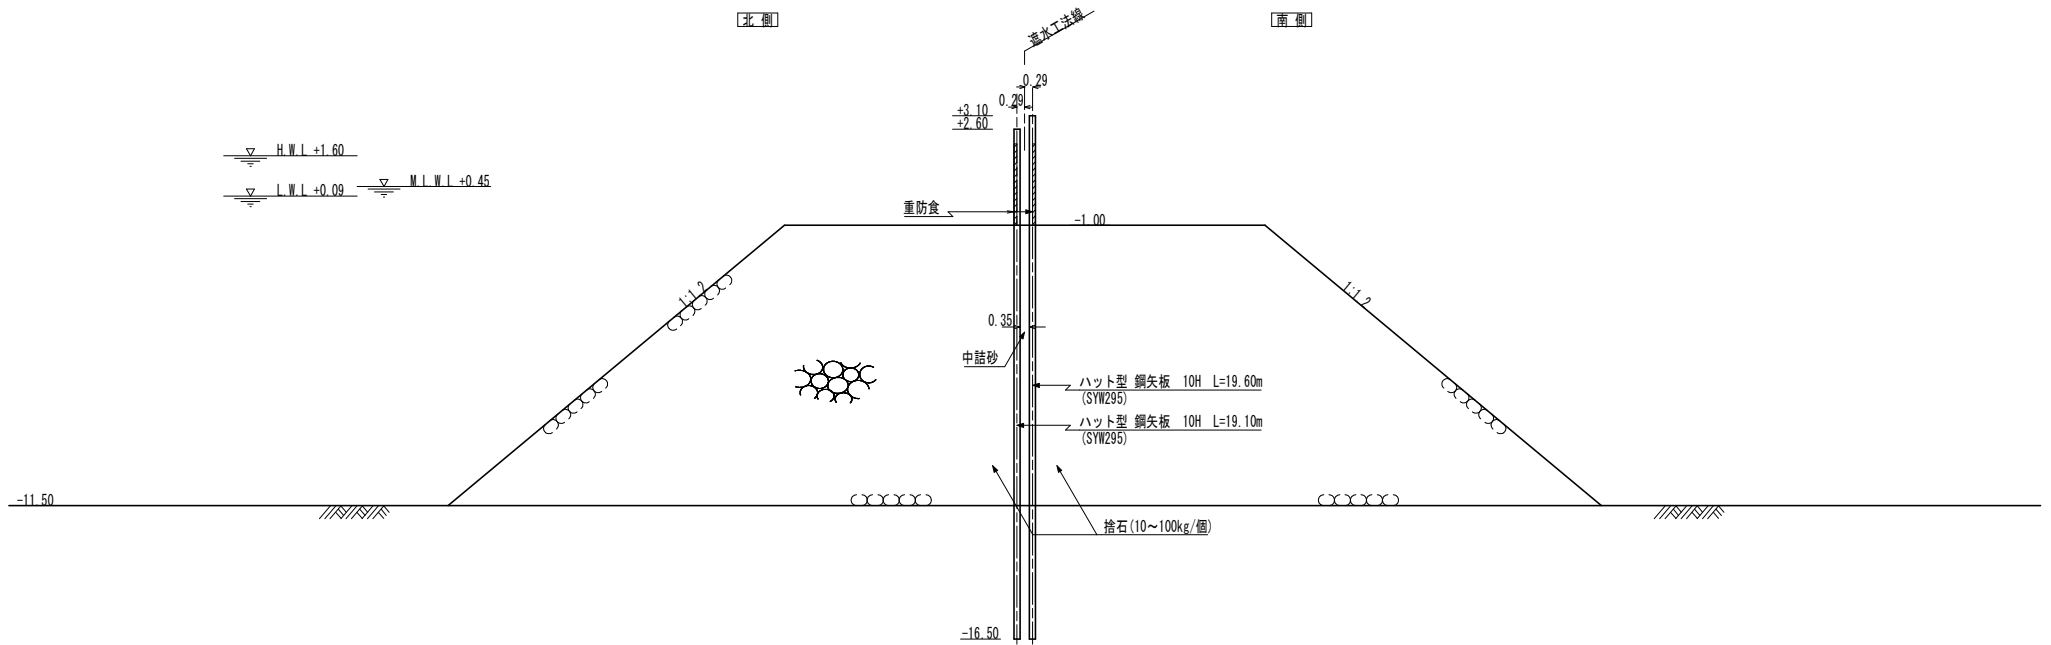 北 側
南 側
遮水工法線
0.29
0.29
+3.10
+2.60
H.W.L +1.60
M.L.W.L +0.45
L.W.L +0.09
重防食
-1.00
1:1.2
1:1.2
0.35
中詰砂
ハット型 鋼矢板 10H L=19.60m
(SYW295)
ハット型 鋼矢板 10H L=19.10m
(SYW295)
-11.50
捨石(10～100kg/個)
-16.50